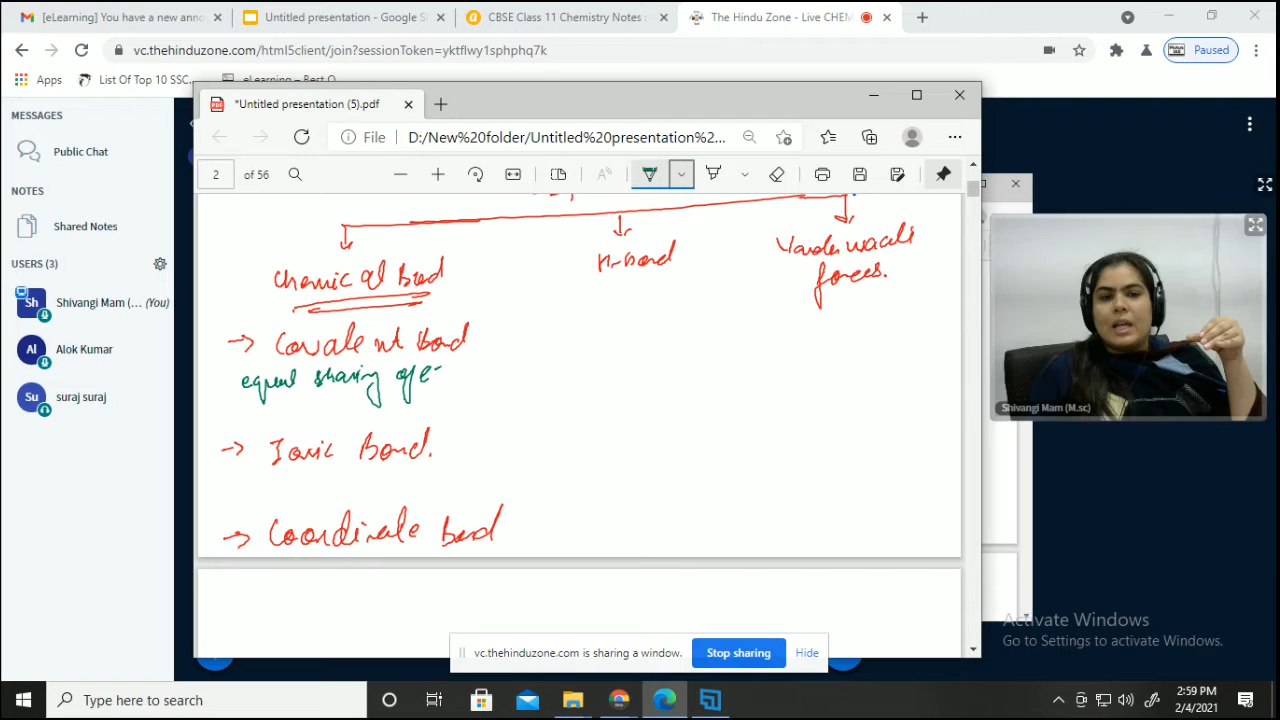 [eLearning] You have a new anno
Untitled presentation - Google S
CBSE Class 11 Chemistry Notes :
The Hindu Zone - Live CHEM
vc.thehinduzone.com/html5client/join?sessionToken=yktflwy1sphphq7k
Paused
Apps
List Of Top 10 SSC...
eLearning – Best O
MESSAGES
Public Chat
NOTES
Shared Notes
USERS (3)
Sh
Shivangi Mam (... (You)
Al
Alok Kumar
Su
suraj suraj
*Untitled presentation (5).pdf
File
D:/New%20folder/Untitled%20presentation%2...
2 of 56
Chemical Bond
H-Bond
Vander waals
forces.
→ Covalent Bond
equal sharing of e-
→ Ionic Bond.
→ Coordinate Bond
Shivangi Mam (M.sc)
vc.thehinduzone.com is sharing a window.
Stop sharing
Hide
Activate Windows
Go to Settings to activate Windows.
Type here to search
2:59 PM
2/4/2021